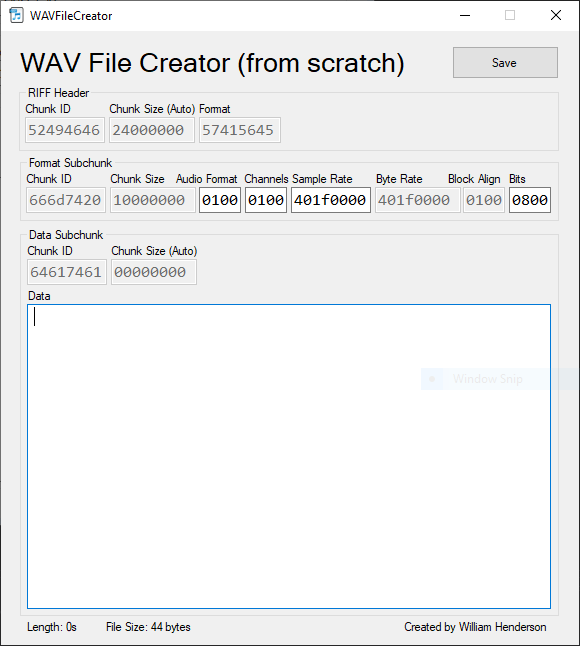 WAVFileCreator
WAV File Creator (from scratch)
Save
RIFF Header
Chunk ID Chunk Size (Auto) Format
52494646 24000000 57415645
Format Subchunk
Chunk ID Chunk Size Audio Format Channels Sample Rate Byte Rate Block Align Bits
666d7420 10000000 0100 0100 401f0000 401f0000 0100 0800
Data Subchunk
Chunk ID Chunk Size (Auto)
64617461 00000000
Data
Window Snip
Length: 0s File Size: 44 bytes Created by William Henderson